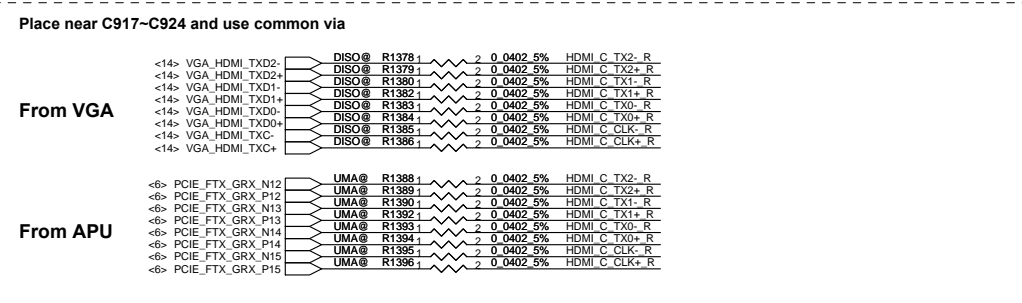 Place near C917~C924 and use common via
From VGA
<14> VGA_HDMI_TXD2- DISO@ R1378 1 2 0_0402_5% HDMI_C_TX2-_R
<14> VGA_HDMI_TXD2+ DISO@ R1379 1 2 0_0402_5% HDMI_C_TX2+_R
<14> VGA_HDMI_TXD1- DISO@ R1380 1 2 0_0402_5% HDMI_C_TX1-_R
<14> VGA_HDMI_TXD1+ DISO@ R1382 1 2 0_0402_5% HDMI_C_TX1+_R
<14> VGA_HDMI_TXD0- DISO@ R1383 1 2 0_0402_5% HDMI_C_TX0-_R
<14> VGA_HDMI_TXD0+ DISO@ R1384 1 2 0_0402_5% HDMI_C_TX0+_R
<14> VGA_HDMI_TXC- DISO@ R1385 1 2 0_0402_5% HDMI_C_CLK-_R
<14> VGA_HDMI_TXC+ DISO@ R1386 1 2 0_0402_5% HDMI_C_CLK+_R
From APU
<6> PCIE_FTX_GRX_N12 UMA@ R1388 1 2 0_0402_5% HDMI_C_TX2-_R
<6> PCIE_FTX_GRX_P12 UMA@ R1389 1 2 0_0402_5% HDMI_C_TX2+_R
<6> PCIE_FTX_GRX_N13 UMA@ R1390 1 2 0_0402_5% HDMI_C_TX1-_R
<6> PCIE_FTX_GRX_P13 UMA@ R1392 1 2 0_0402_5% HDMI_C_TX1+_R
<6> PCIE_FTX_GRX_N14 UMA@ R1393 1 2 0_0402_5% HDMI_C_TX0-_R
<6> PCIE_FTX_GRX_P14 UMA@ R1394 1 2 0_0402_5% HDMI_C_TX0+_R
<6> PCIE_FTX_GRX_N15 UMA@ R1395 1 2 0_0402_5% HDMI_C_CLK-_R
<6> PCIE_FTX_GRX_P15 UMA@ R1396 1 2 0_0402_5% HDMI_C_CLK+_R